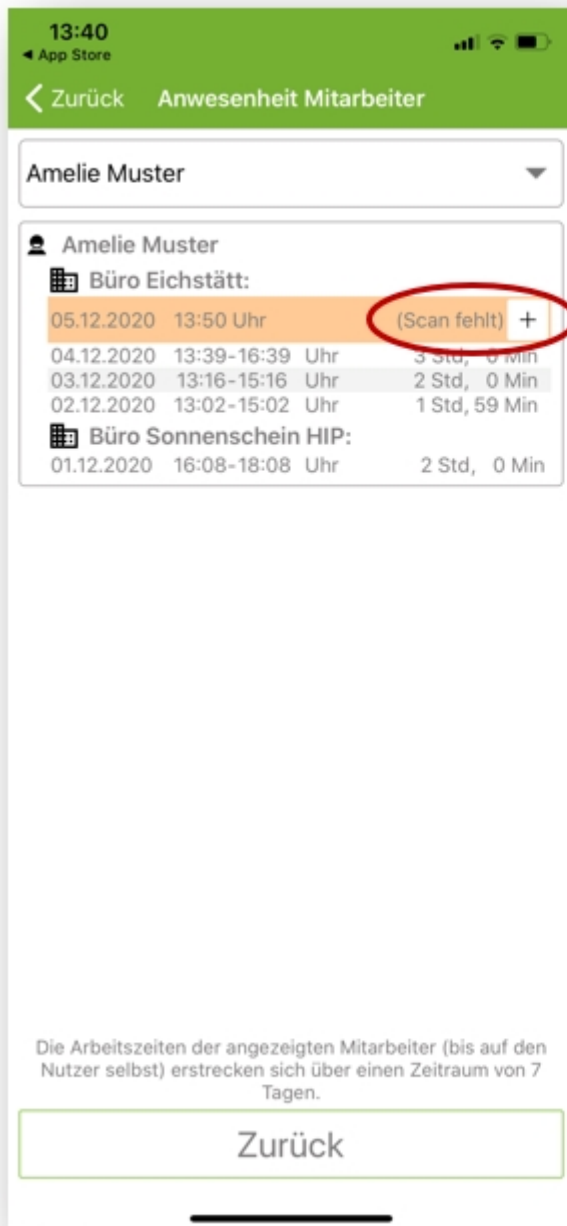 13:40
App Store
Zurück Anwesenheit Mitarbeiter
Amelie Muster
Amelie Muster
Büro Eichstätt:
05.12.2020 13:50 Uhr (Scan fehlt) +
04.12.2020 13:39-16:39 Uhr 3 Std, 0 Min
03.12.2020 13:16-15:16 Uhr 2 Std, 0 Min
02.12.2020 13:02-15:02 Uhr 1 Std, 59 Min
Büro Sonnenschein HIP:
01.12.2020 16:08-18:08 Uhr 2 Std, 0 Min
Die Arbeitszeiten der angezeigten Mitarbeiter (bis auf den
Nutzer selbst) erstrecken sich über einen Zeitraum von 7
Tagen.
Zurück